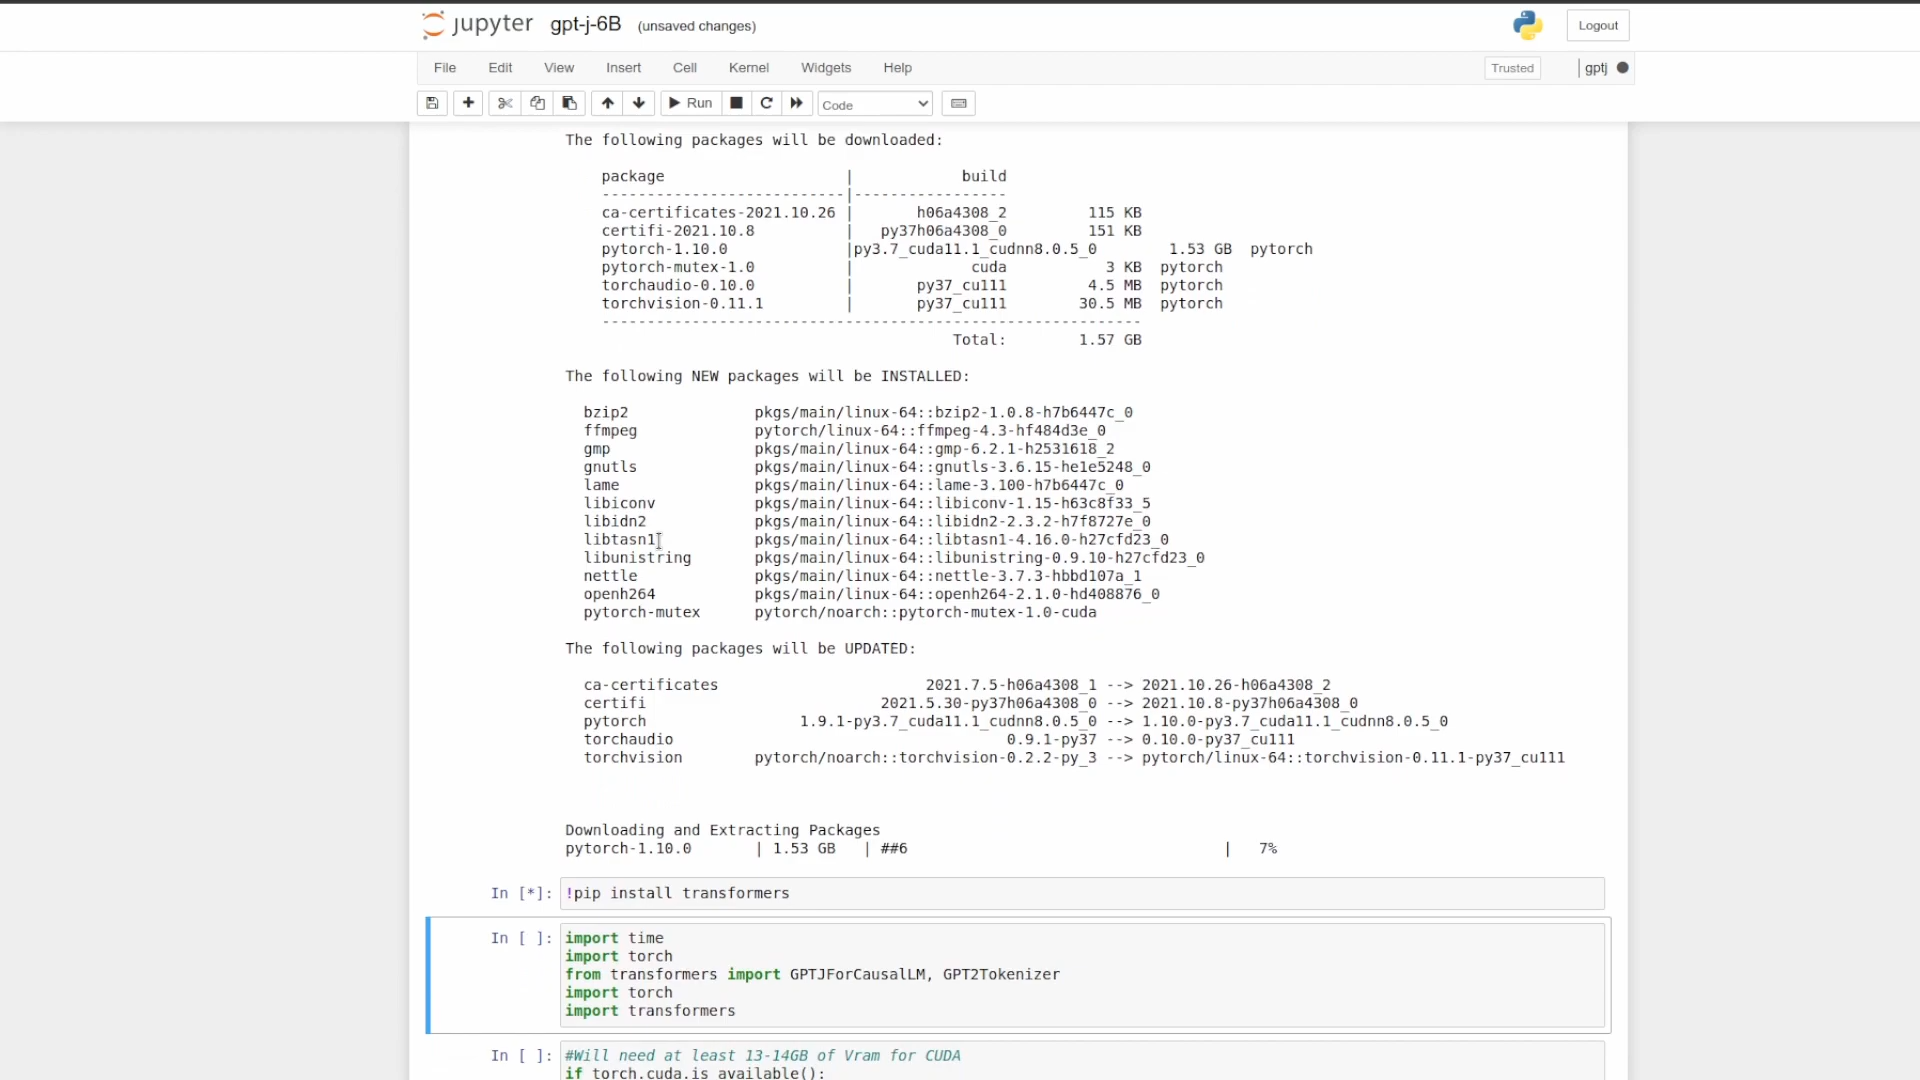 jupyter gpt-j-6B (unsaved changes) Logout
File Edit View Insert Cell Kernel Widgets Help Trusted gptj
Run Code
The following packages will be downloaded:
package | build
---------------------------|-----------------
ca-certificates-2021.10.26 | h06a4308_2 115 KB
certifi-2021.10.8 | py37h06a4308_0 151 KB
pytorch-1.10.0 |py3.7_cuda11.1_cudnn8.0.5_0 1.53 GB pytorch
pytorch-mutex-1.0 | cuda 3 KB pytorch
torchaudio-0.10.0 | py37_cu111 4.5 MB pytorch
torchvision-0.11.1 | py37_cu111 30.5 MB pytorch
------------------------------------------------------------
Total: 1.57 GB
The following NEW packages will be INSTALLED:
bzip2 pkgs/main/linux-64::bzip2-1.0.8-h7b6447c_0
ffmpeg pytorch/linux-64::ffmpeg-4.3-hf484d3e_0
gmp pkgs/main/linux-64::gmp-6.2.1-h2531618_2
gnutls pkgs/main/linux-64::gnutls-3.6.15-he1e5248_0
lame pkgs/main/linux-64::lame-3.100-h7b6447c_0
libiconv pkgs/main/linux-64::libiconv-1.15-h63c8f33_5
libidn2 pkgs/main/linux-64::libidn2-2.3.2-h7f8727e_0
libtasn1 pkgs/main/linux-64::libtasn1-4.16.0-h27cfd23_0
libunistring pkgs/main/linux-64::libunistring-0.9.10-h27cfd23_0
nettle pkgs/main/linux-64::nettle-3.7.3-hbbd107a_1
openh264 pkgs/main/linux-64::openh264-2.1.0-hd408876_0
pytorch-mutex pytorch/noarch::pytorch-mutex-1.0-cuda
The following packages will be UPDATED:
ca-certificates 2021.7.5-h06a4308_1 --> 2021.10.26-h06a4308_2
certifi 2021.5.30-py37h06a4308_0 --> 2021.10.8-py37h06a4308_0
pytorch 1.9.1-py3.7_cuda11.1_cudnn8.0.5_0 --> 1.10.0-py3.7_cuda11.1_cudnn8.0.5_0
torchaudio 0.9.1-py37 --> 0.10.0-py37_cu111
torchvision pytorch/noarch::torchvision-0.2.2-py_3 --> pytorch/linux-64::torchvision-0.11.1-py37_cu111
Downloading and Extracting Packages
pytorch-1.10.0 | 1.53 GB | ##6 | 7%
In [*]: !pip install transformers
In [ ]: import time
import torch
from transformers import GPTJForCausalLM, GPT2Tokenizer
import torch
import transformers
In [ ]: #Will need at least 13-14GB of Vram for CUDA
if torch.cuda.is_available():